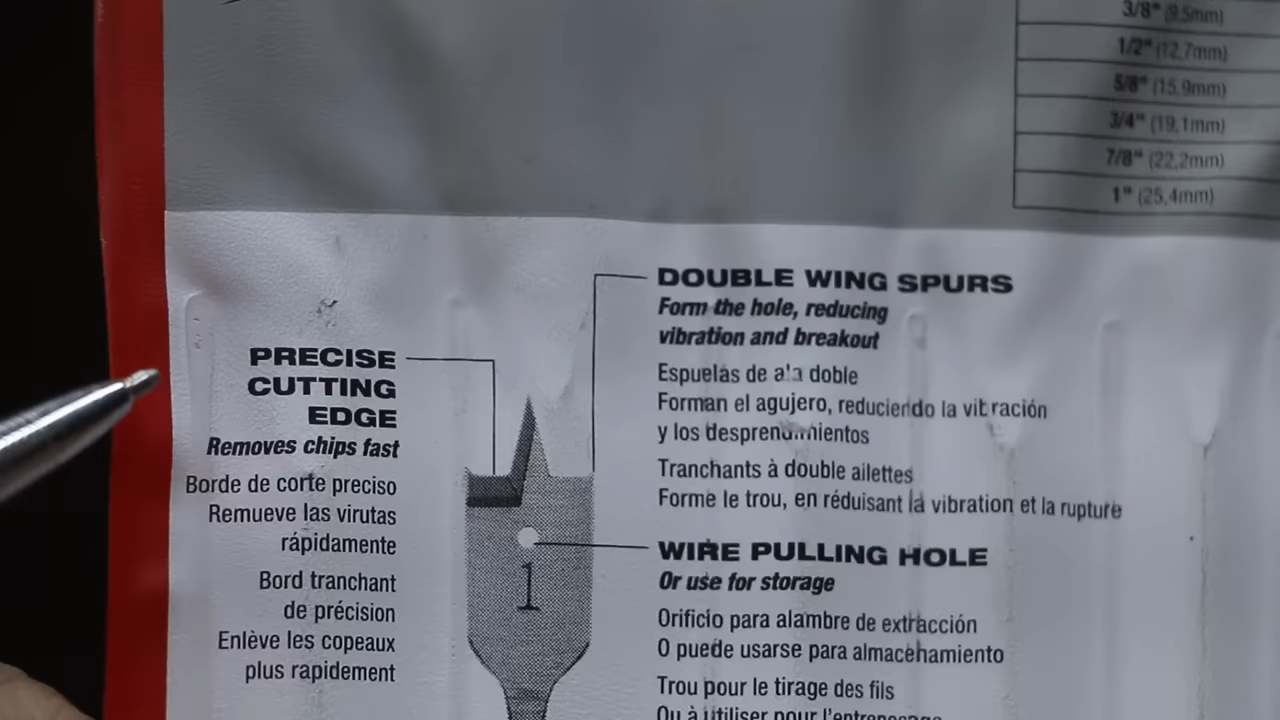 3/8" (9.5mm)
1/2" (12,7mm)
5/8" (15,9mm)
3/4" (19,1mm)
7/8" (22,2mm)
1" (25,4mm)
DOUBLE WING SPURS
Form the hole, reducing
vibration and breakout
Espuelas de ala doble
Forman el agujero, reduciendo la vibración
y los desprendimientos
Tranchants à double ailettes
Forme le trou, en réduisant la vibration et la rupture
PRECISE
CUTTING
EDGE
Removes chips fast
Borde de corte preciso
Remueve las virutas
rápidamente
Bord tranchant
de précision
Enlève les copeaux
plus rapidement
1
WIRE PULLING HOLE
Or use for storage
Orificio para alambre de extracción
O puede usarse para almacenamiento
Trou pour le tirage des fils
Ou à utiliser pour l'entreposage